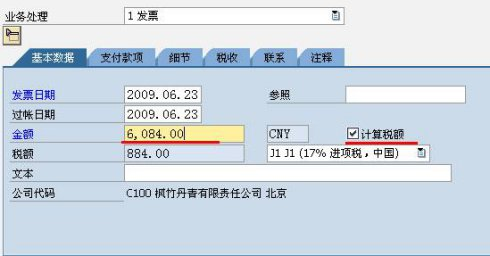 业务处理 1 发票
基本数据 支付款项 细节 税收 联系 注释
发票日期 2009.06.23 参照
过帐日期 2009.06.23
金额 6,084.00 CNY 计算税额
税额 884.00 J1 J1 (17% 进项税，中国)
文本
公司代码 C100 枫竹丹青有限责任公司 北京